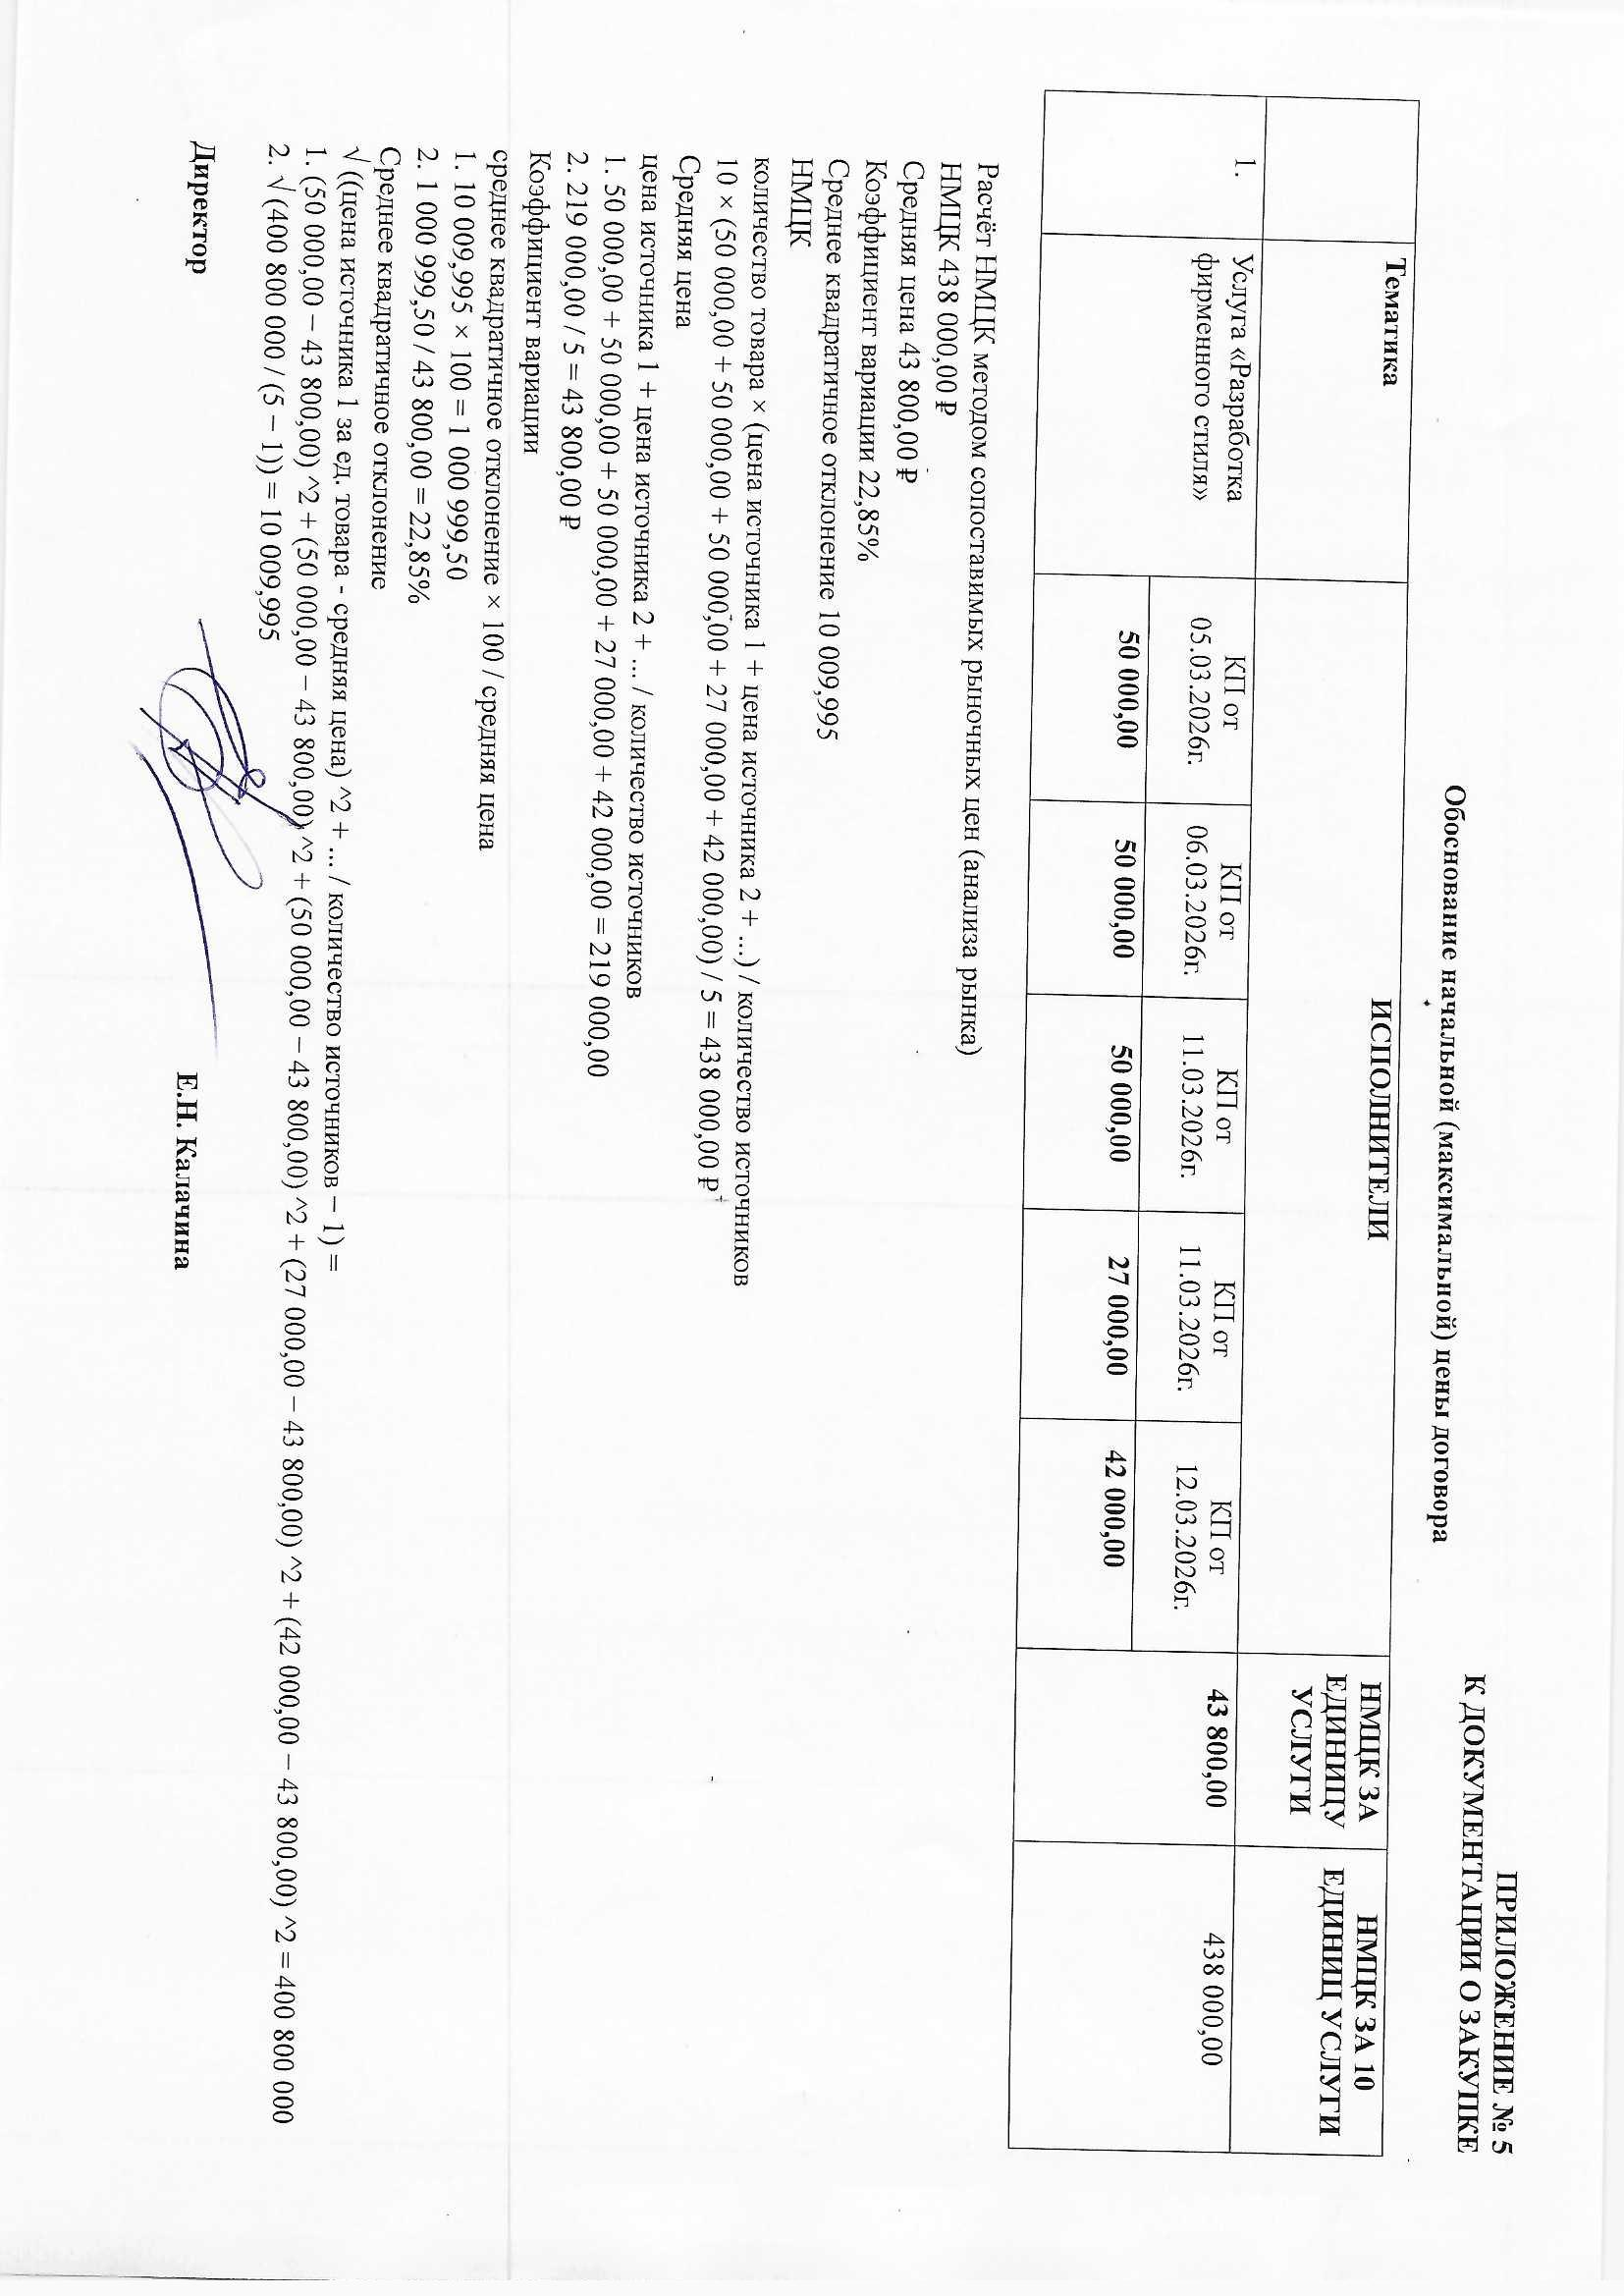 ПРИЛОЖЕНИЕ № 5
К ДОКУМЕНТАЦИИ О ЗАКУПКЕ
Обоснование начальной (максимальной) цены договора
Тематика
ИСПОЛНИТЕЛИ
НМЦК ЗА
ЕДИНИЦУ
УСЛУГИ
НМЦК ЗА 10
ЕДИНИЦ УСЛУГИ
1.
Услуга «Разработка
фирменного стиля»
КП от
05.03.2026г.
КП от
06.03.2026г.
КП от
11.03.2026г.
КП от
11.03.2026г.
КП от
12.03.2026г.
43 800,00
438 000,00
50 000,00
50 000,00
50 000,00
27 000,00
42 000,00
Расчёт НМЦК методом сопоставимых рыночных цен (анализа рынка)
НМЦК 438 000,00 ₽
Средняя цена 43 800,00 ₽
Коэффициент вариации 22,85%
Среднее квадратичное отклонение 10 009,995
НМЦК
количество товара × (цена источника 1 + цена источника 2 + ...) / количество источников
10 × (50 000,00 + 50 000,00 + 50 000,00 + 27 000,00 + 42 000,00) / 5 = 438 000,00 ₽
Средняя цена
цена источника 1 + цена источника 2 + ... / количество источников
1. 50 000,00 + 50 000,00 + 50 000,00 + 27 000,00 + 42 000,00 = 219 000,00
2. 219 000,00 / 5 = 43 800,00 ₽
Коэффициент вариации
среднее квадратичное отклонение × 100 / средняя цена
1. 10 009,995 × 100 = 1 000 999,50
2. 1 000 999,50 / 43 800,00 = 22,85%
Среднее квадратичное отклонение
√ ((цена источника 1 за ед. товара - средняя цена) ^2 + ... / количество источников – 1) =
1. (50 000,00 – 43 800,00) ^2 + (50 000,00 – 43 800,00) ^2 + (50 000,00 – 43 800,00) ^2 + (27 000,00 – 43 800,00) ^2 + (42 000,00 – 43 800,00) ^2 = 400 800 000
2. √ (400 800 000 / (5 – 1)) = 10 009,995
Директор
Е.Н. Калачина